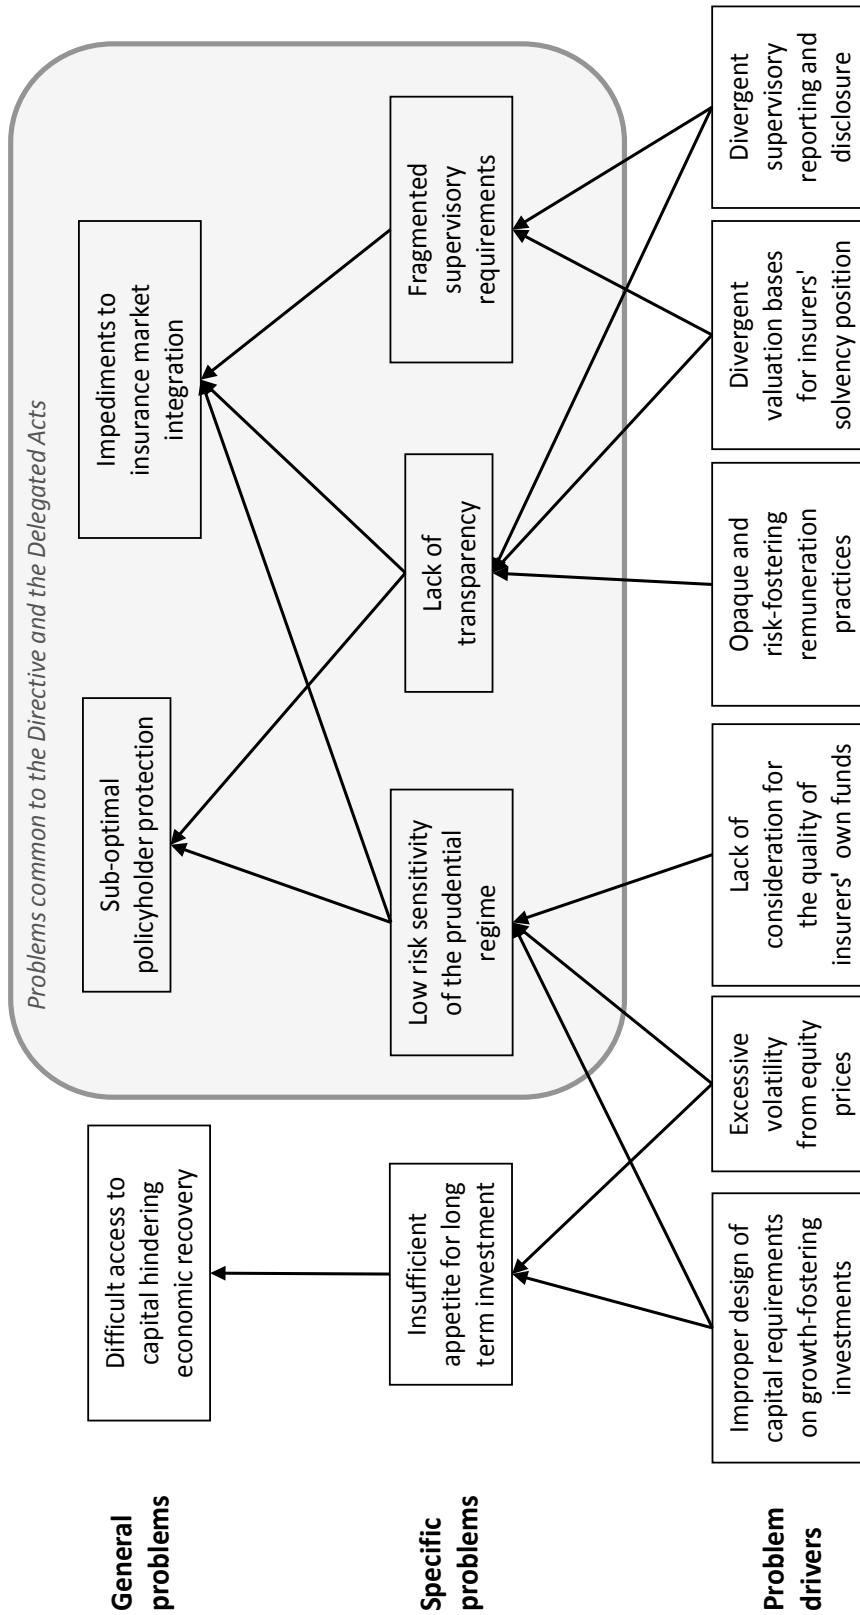 Problems common to the Directive and the Delegated Acts
General
problems
Difficult access to
capital hindering
economic recovery
Sub-optimal
policyholder protection
Impediments to
insurance market
integration
Specific
problems
Insufficient
appetite for long
term investment
Low risk sensitivity
of the prudential
regime
Lack of
transparency
Fragmented
supervisory
requirements
Problem
drivers
Improper design of
capital requirements
on growth-fostering
investments
Excessive
volatility
from equity
prices
Lack of
consideration for
the quality of
insurers' own funds
Opaque and
risk-fostering
remuneration
practices
Divergent
valuation bases
for insurers'
solvency position
Divergent
supervisory
reporting and
disclosure